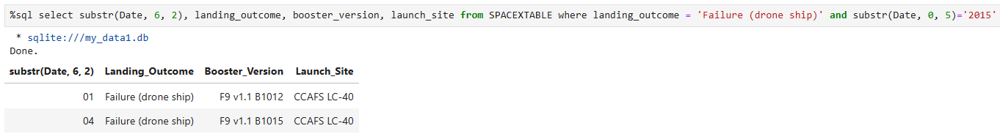 %sql select substr(Date, 6, 2), landing_outcome, booster_version, launch_site from SPACEXTABLE where landing_outcome = 'Failure (drone ship)' and substr(Date, 0, 5)='2015'
* sqlite:///my_data1.db
Done.
substr(Date, 6, 2) Landing_Outcome Booster_Version Launch_Site
01 Failure (drone ship) F9 v1.1 B1012 CCAFS LC-40
04 Failure (drone ship) F9 v1.1 B1015 CCAFS LC-40